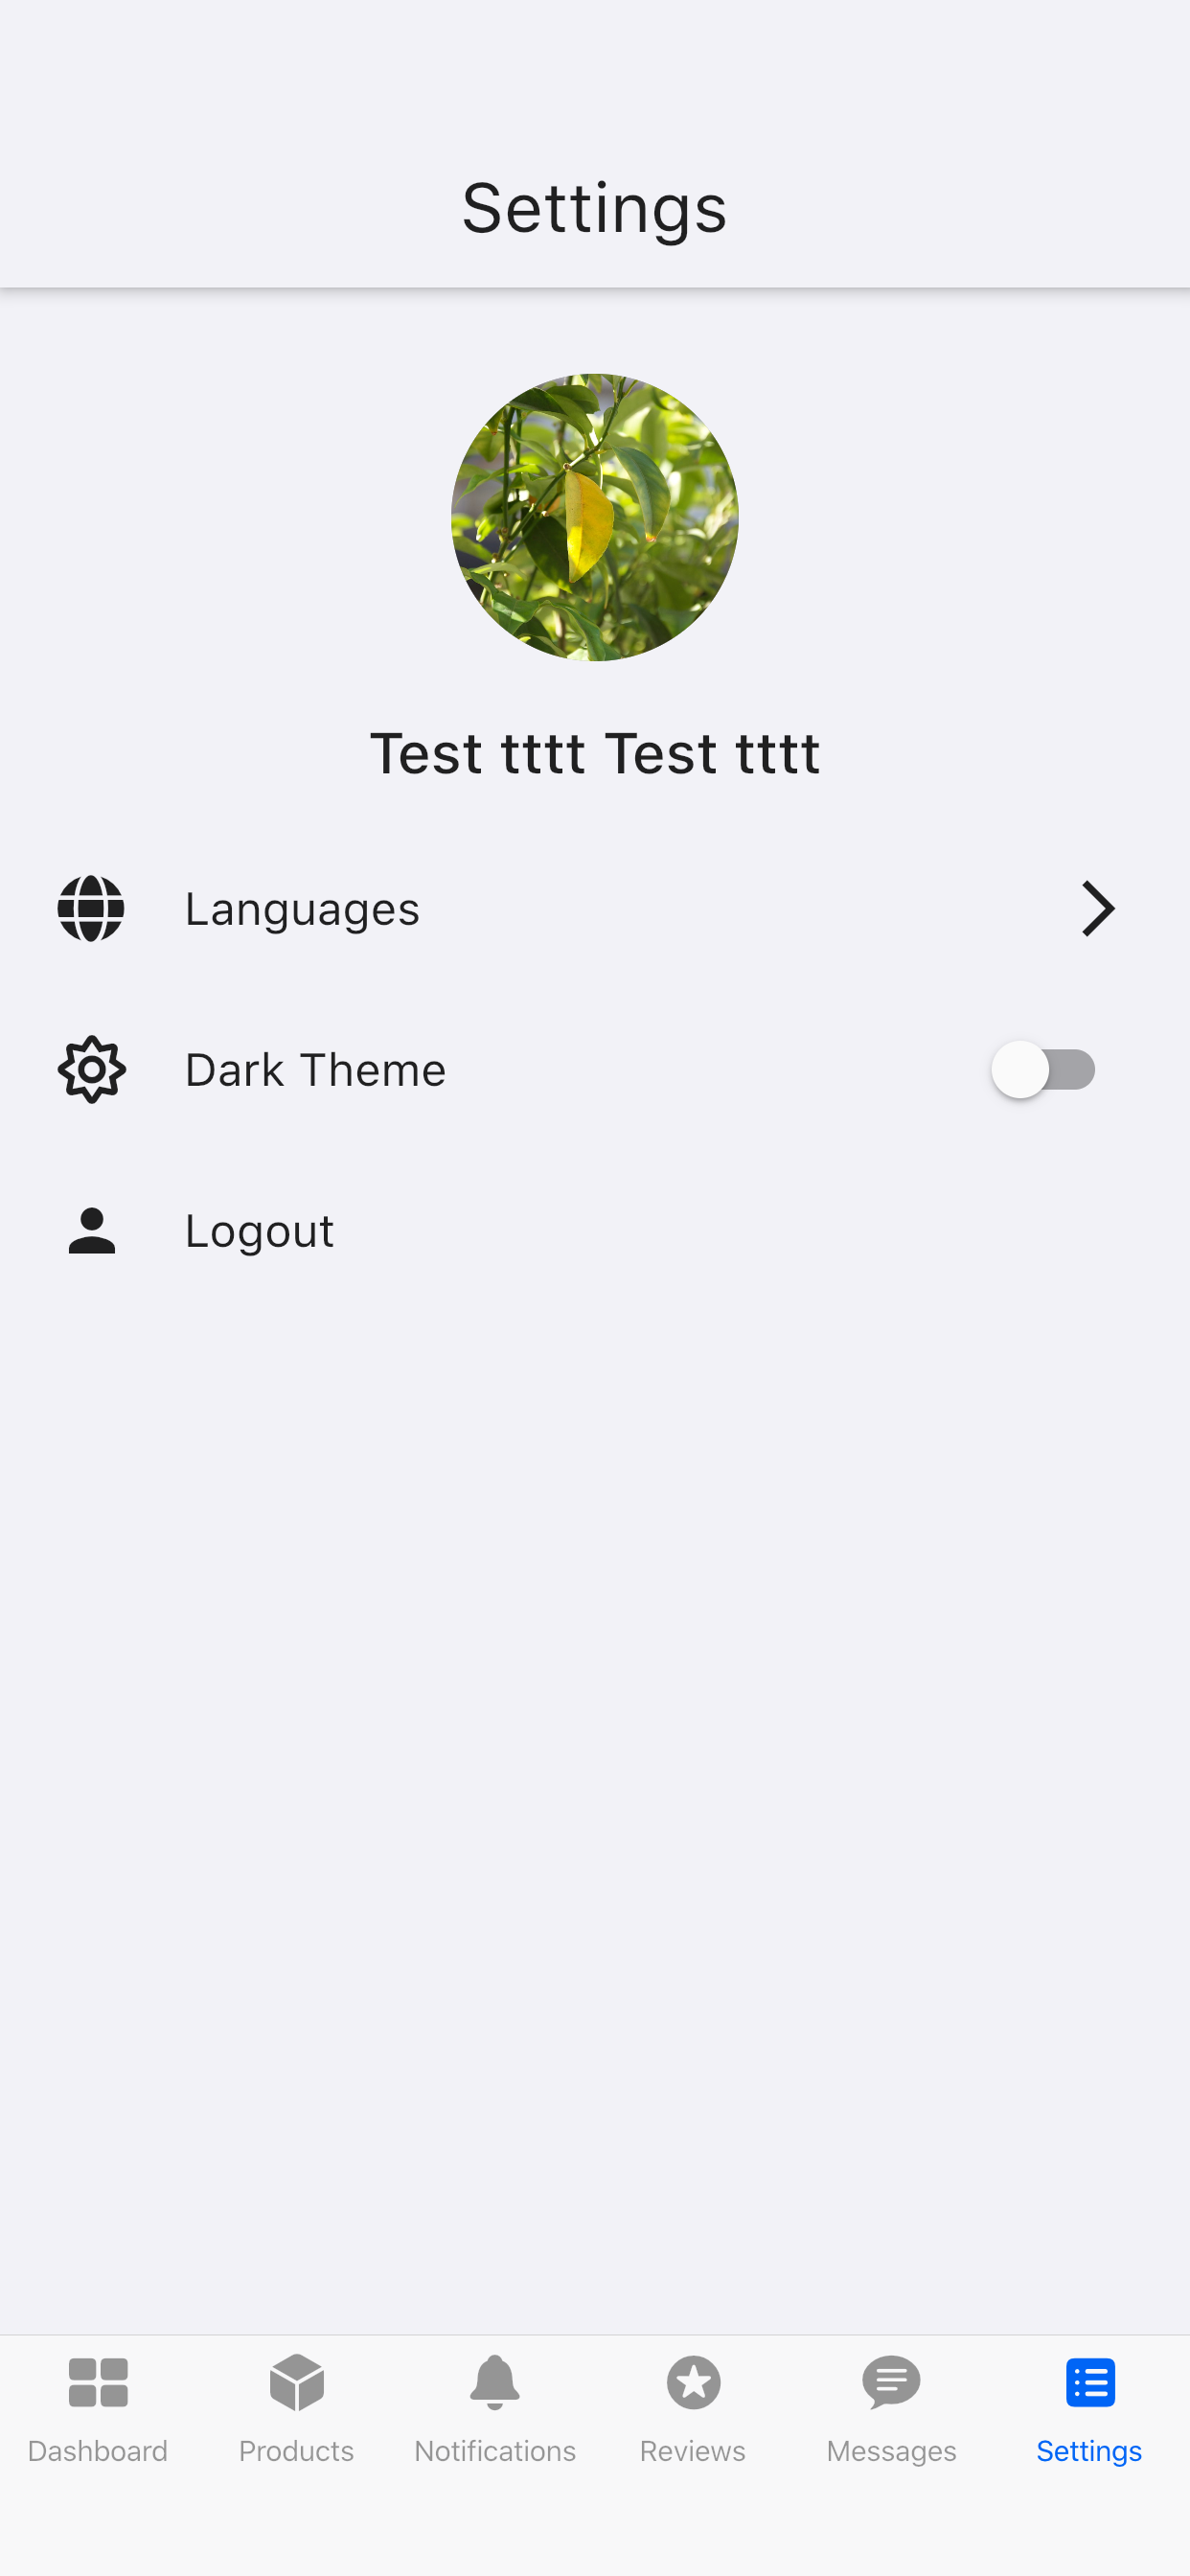 Settings
Test tttt Test tttt
Languages
Dark Theme
Logout
Dashboard Products Notifications Reviews Messages Settings